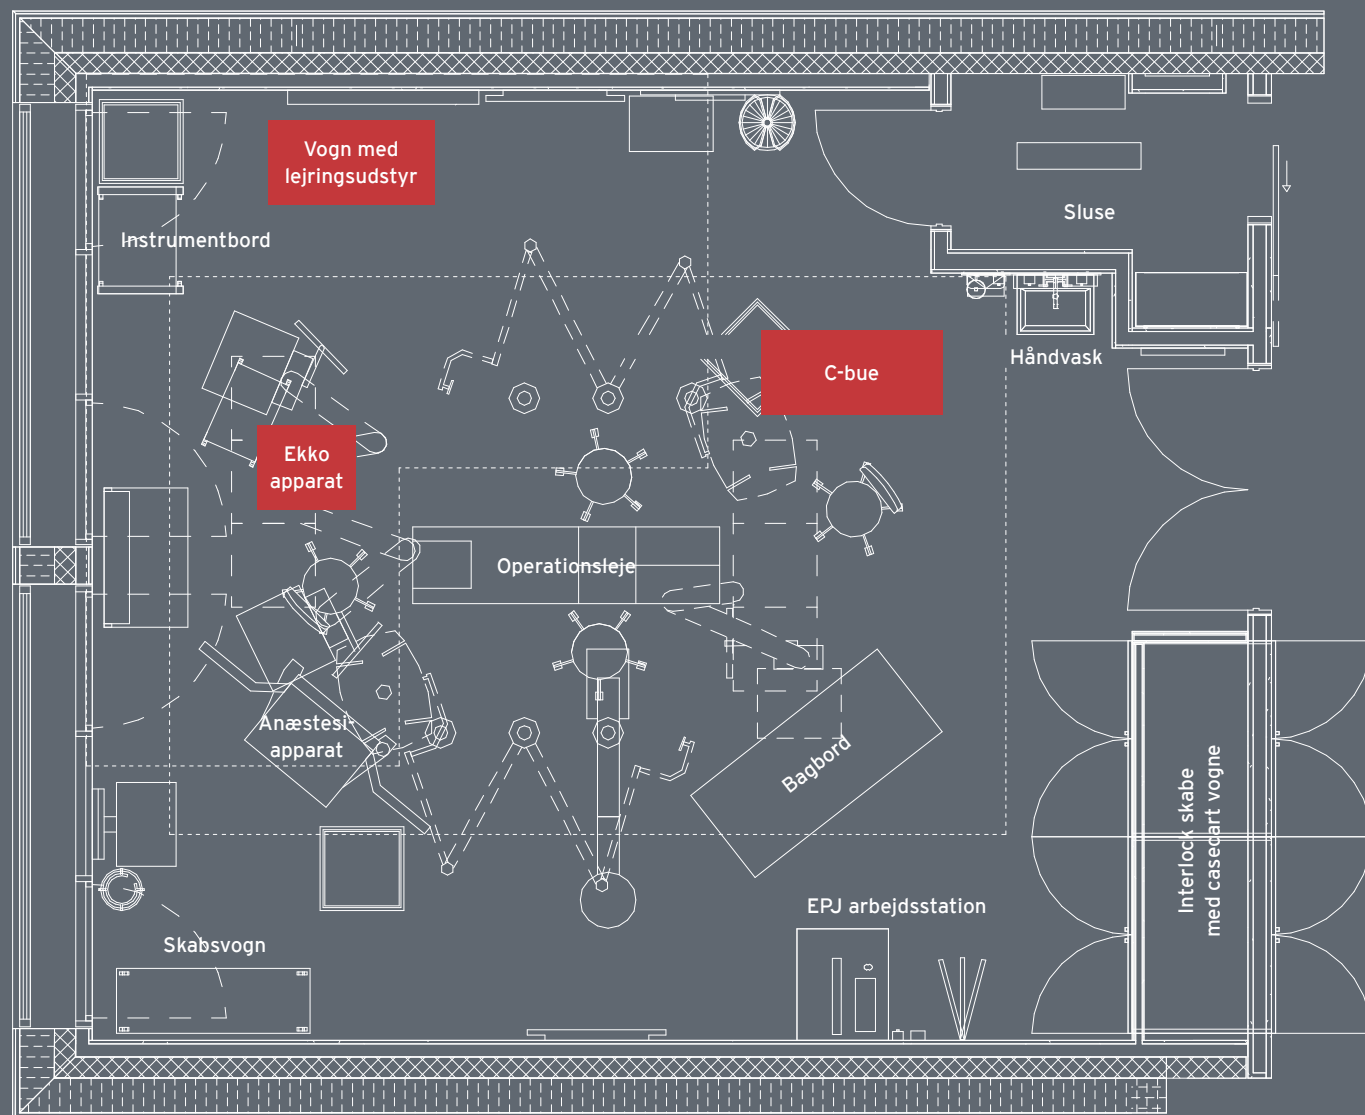 Vogn med
lejringsudstyr
Sluse
Instrumentbord
Håndvask
C-bue
Ekko
apparat
Operationsleje
Anæstesi-
apparat
Bagbord
Interlock skabe
med casecart vogne
EPJ arbejdsstation
Skabsvogn